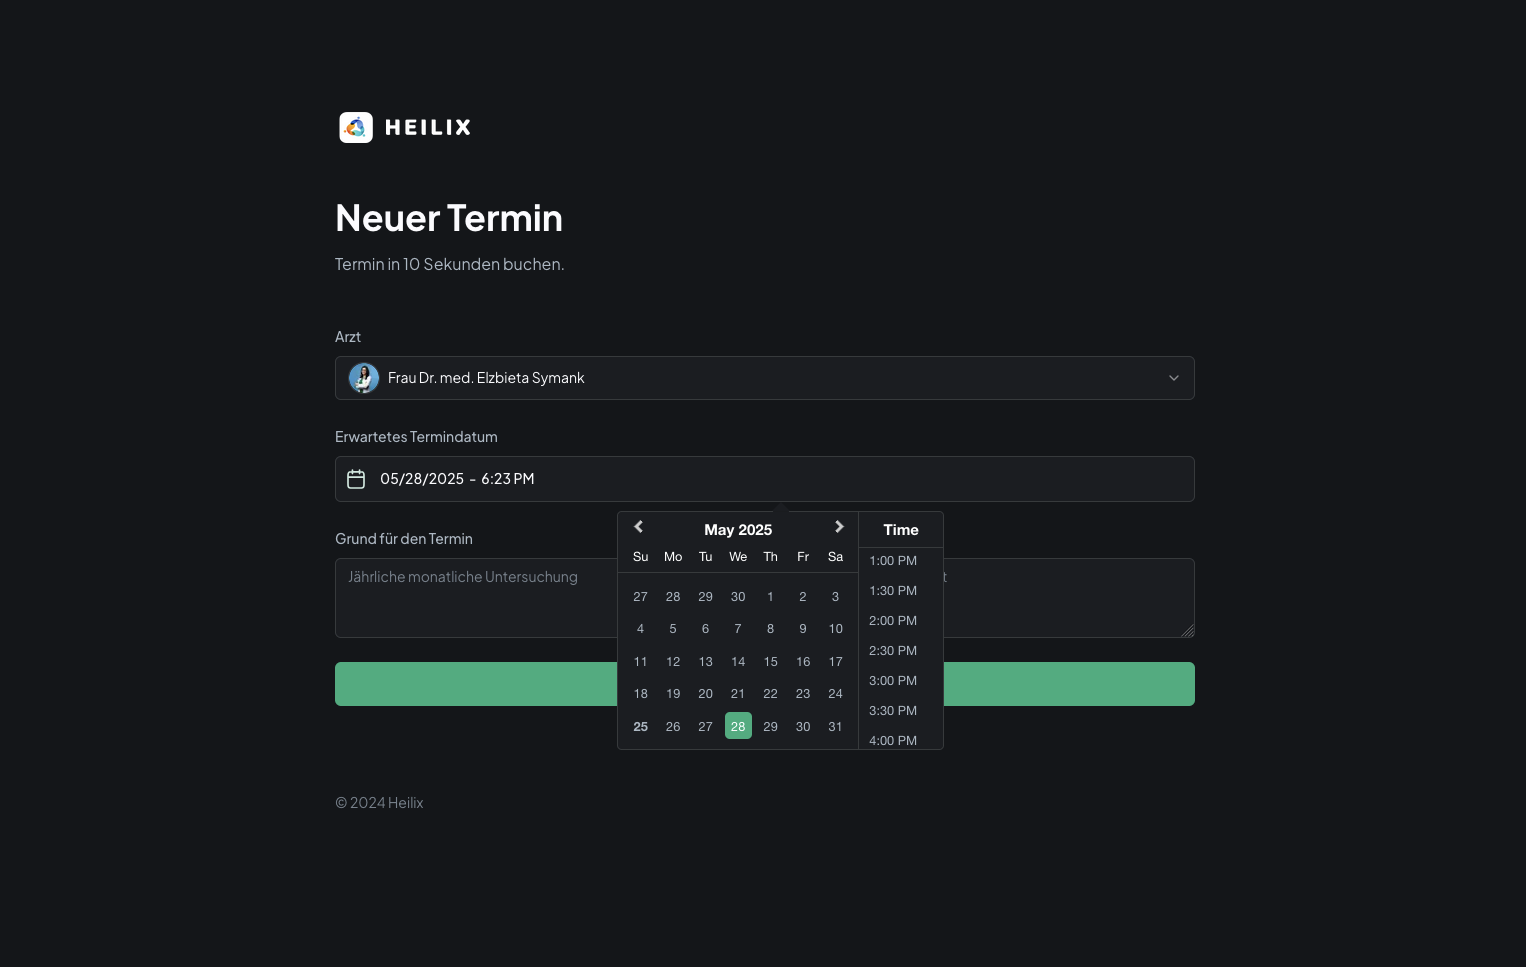 HEILIX
Neuer Termin
Termin in 10 Sekunden buchen.
Arzt
Frau Dr. med. Elzbieta Symank
Erwartetes Termindatum
05/28/2025 - 6:23 PM
Grund für den Termin
Jährliche monatliche Untersuchung
t
May 2025
Su Mo Tu We Th Fr Sa
27 28 29 30 1 2 3
4 5 6 7 8 9 10
11 12 13 14 15 16 17
18 19 20 21 22 23 24
25 26 27 28 29 30 31
Time
1:00 PM
1:30 PM
2:00 PM
2:30 PM
3:00 PM
3:30 PM
4:00 PM
© 2024 Heilix